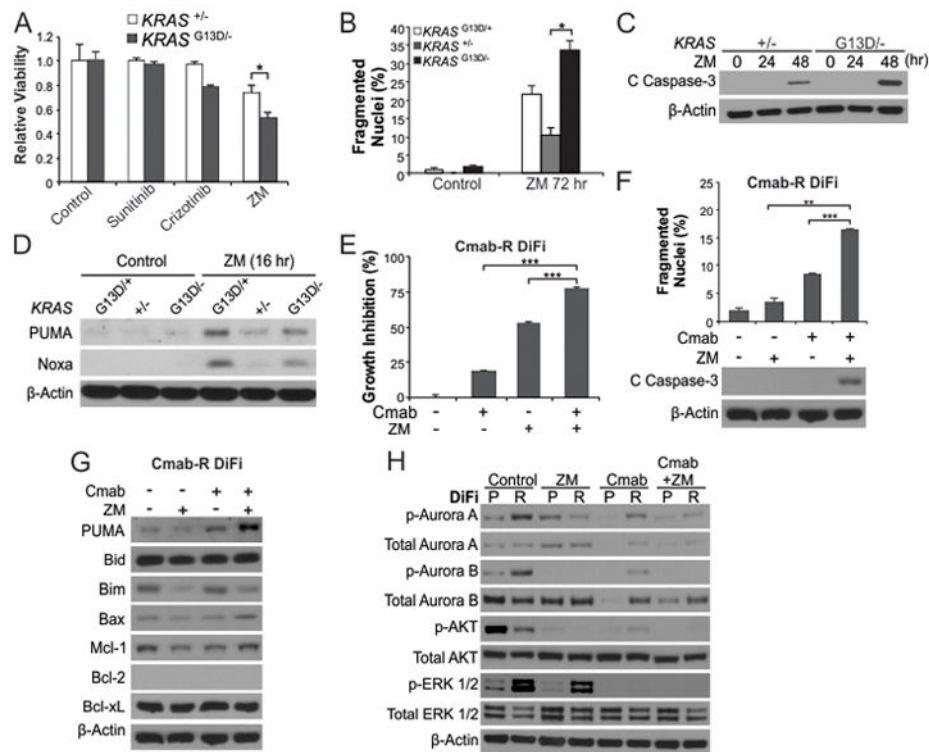 A
KRAS +/-
KRAS G13D/-
Relative Viability
1.4
1.2
1.0
0.8
0.6
0.4
0.2
0
*
Control
Sunitinib
Crizotinib
ZM
B
KRAS G13D/+
KRAS +/-
KRAS G13D/-
Fragmented
Nuclei (%)
40
35
30
25
20
15
10
5
0
*
Control ZM 72 hr
C
KRAS +/- G13D/-
ZM 0 24 48 0 24 48 (hr)
C Caspase-3
β-Actin
D
Control ZM (16 hr)
KRAS G13D/+ +/- G13D/- G13D/+ +/- G13D/-
PUMA
Noxa
β-Actin
E
Cmab-R DiFi
Growth Inhibition (%)
100
75
50
25
0
***
***
Cmab - + - +
ZM - - + +
F
Cmab-R DiFi
Fragmented
Nuclei (%)
25
20
15
10
5
0
**
***
Cmab - - + +
ZM - + - +
C Caspase-3
β-Actin
G
Cmab-R DiFi
Cmab - - + +
ZM - + - +
PUMA
Bid
Bim
Bax
Mcl-1
Bcl-2
Bcl-xL
β-Actin
H
Control ZM Cmab Cmab
+ZM
DiFi P R P R P R P R
p-Aurora A
Total Aurora A
p-Aurora B
Total Aurora B
p-AKT
Total AKT
p-ERK 1/2
Total ERK 1/2
β-Actin